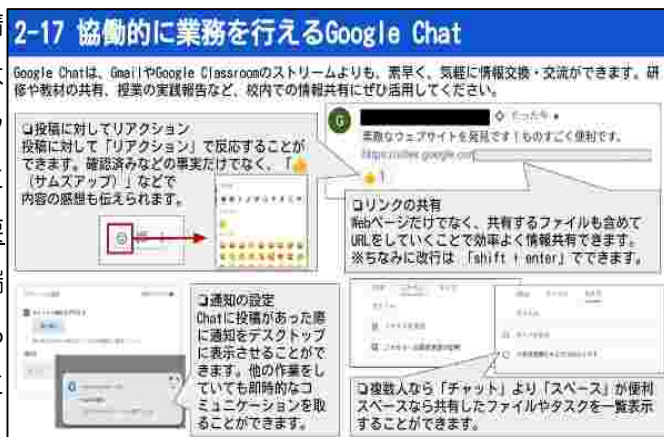 2-17 協働的に業務を行えるGoogle Chat
Google Chatは、GmailやGoogle Classroomのストリームよりも、素早く、気軽に情報交換・交流ができます。研
修や教材の共有、授業の実践報告など、校内での情報共有にぜひ活用してください。
❏投稿に対してリアクション
投稿に対して「リアクション」で反応することが
できます。確認済みなどの事実だけでなく、「👍
（サムズアップ）」などで
内容の感想も伝えられます。
G
たった今
素敵なウェブサイトを発見です！ものすごく便利です。
https://sites.google.com
👍 1
❏リンクの共有
Webページだけでなく、共有するファイルも含めて
URLをしていくことで効率よく情報共有できます。
※ちなみに改行は 「shift + enter」でできます。
❏通知の設定
Chatに投稿があった際
に通知をデスクトップ
に表示させることがで
きます。他の作業をし
ていても即時的なコ
ミュニケーションを取
ることができます。
❏複数人なら「チャット」より「スペース」が便利
スペースなら共有したファイルやタスクを一覧表示
することができます。